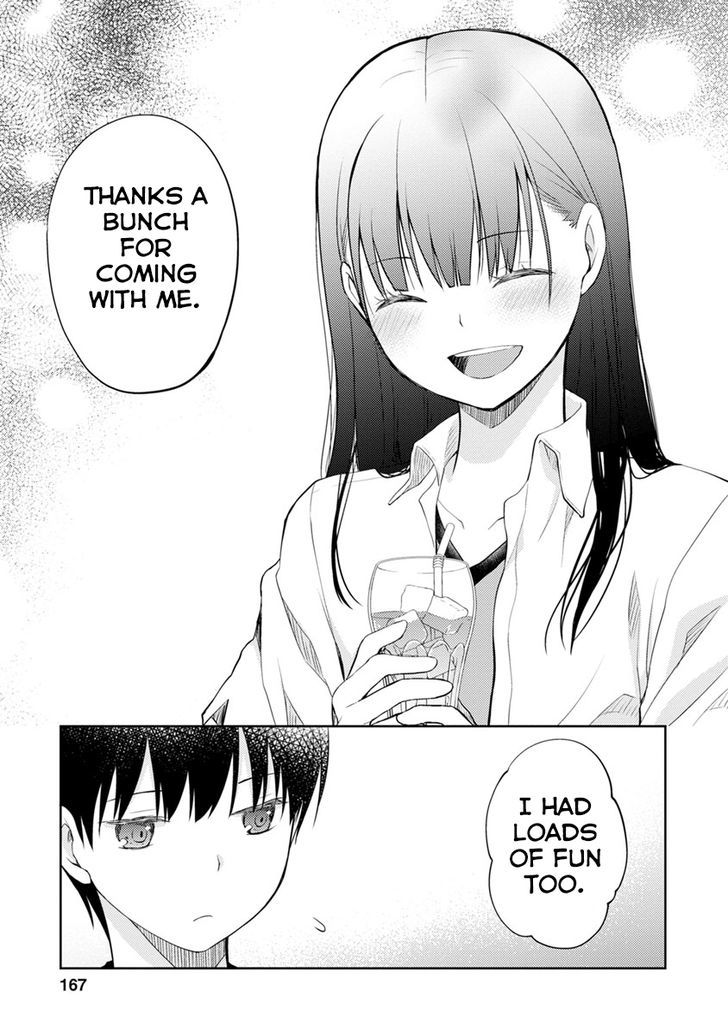 THANKS A
BUNCH
FOR
COMING
WITH ME.
I HAD
LOADS
OF FUN
TOO.
167